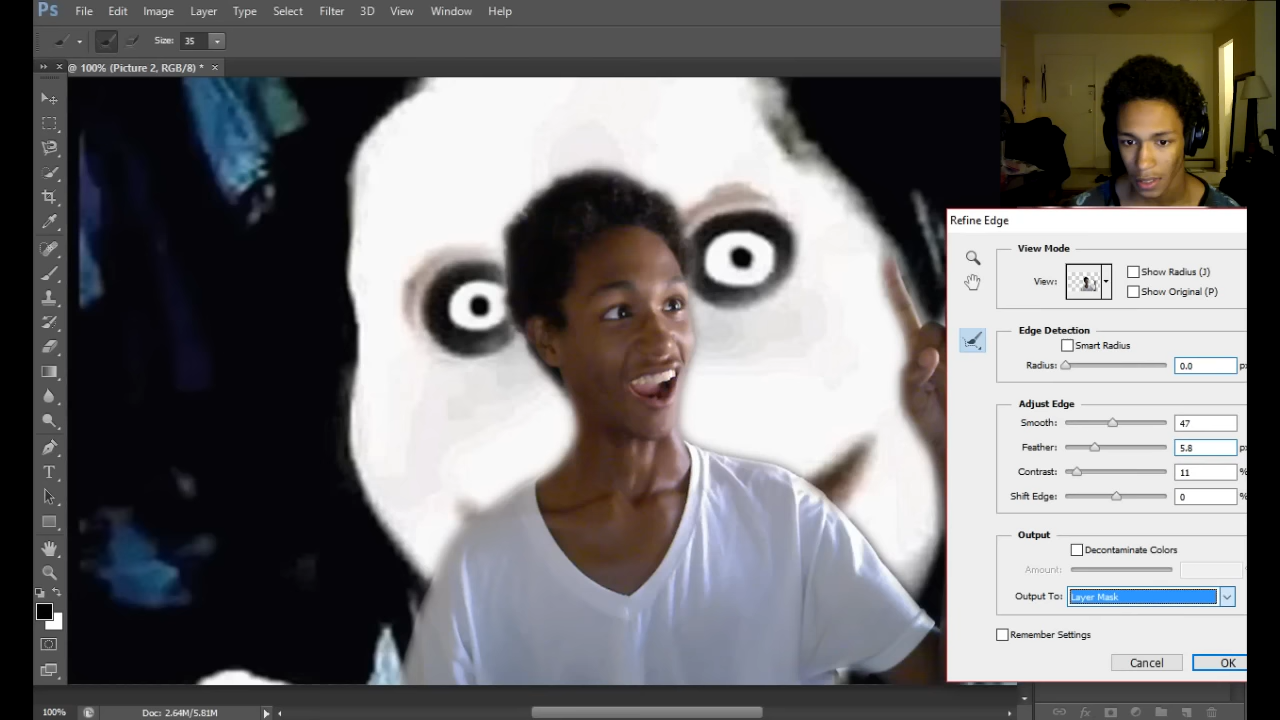 Ps File Edit Image Layer Type Select Filter 3D View Window Help
Size: 35
@ 100% (Picture 2, RGB/8) * ×
Refine Edge
View Mode
View:
Show Radius (J)
Show Original (P)
Edge Detection
Smart Radius
Radius: 0.0 px
Adjust Edge
Smooth: 47
Feather: 5.8 px
Contrast: 11 %
Shift Edge: 0 %
Output
Decontaminate Colors
Amount:
Output To: Layer Mask
Remember Settings
Cancel OK
100% Doc: 2.64M/5.81M
fx